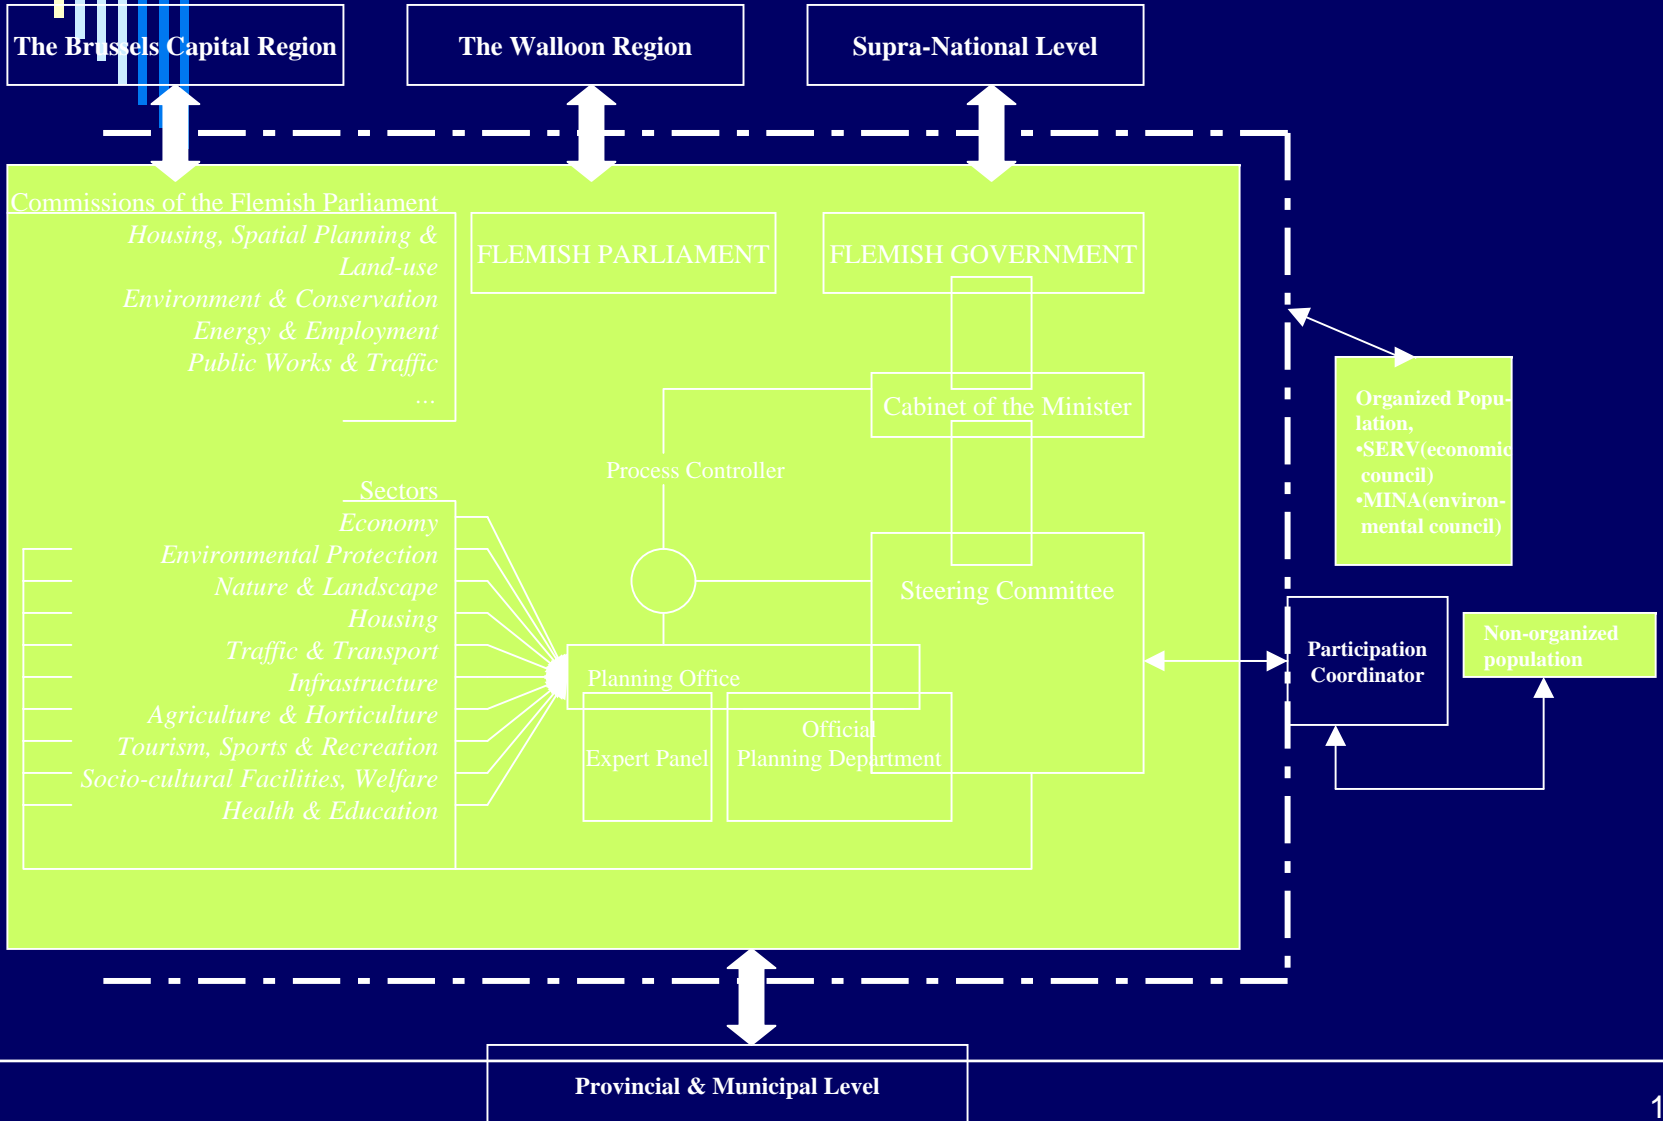 The Brussels Capital Region
The Walloon Region
Supra-National Level
Commissions of the Flemish Parliament
Housing, Spatial Planning &
Land-use
Environment & Conservation
Energy & Employment
Public Works & Traffic
...
FLEMISH PARLIAMENT
FLEMISH GOVERNMENT
Cabinet of the Minister
Process Controller
Organized Popu-
lation,
•SERV(economic
council)
•MINA(environ-
mental council)
Sectors
Economy
Environmental Protection
Nature & Landscape
Housing
Traffic & Transport
Infrastructure
Agriculture & Horticulture
Tourism, Sports & Recreation
Socio-cultural Facilities, Welfare
Health & Education
Steering Committee
Planning Office
Expert Panel
Official
Planning Department
Participation
Coordinator
Non-organized
population
Provincial & Municipal Level
1